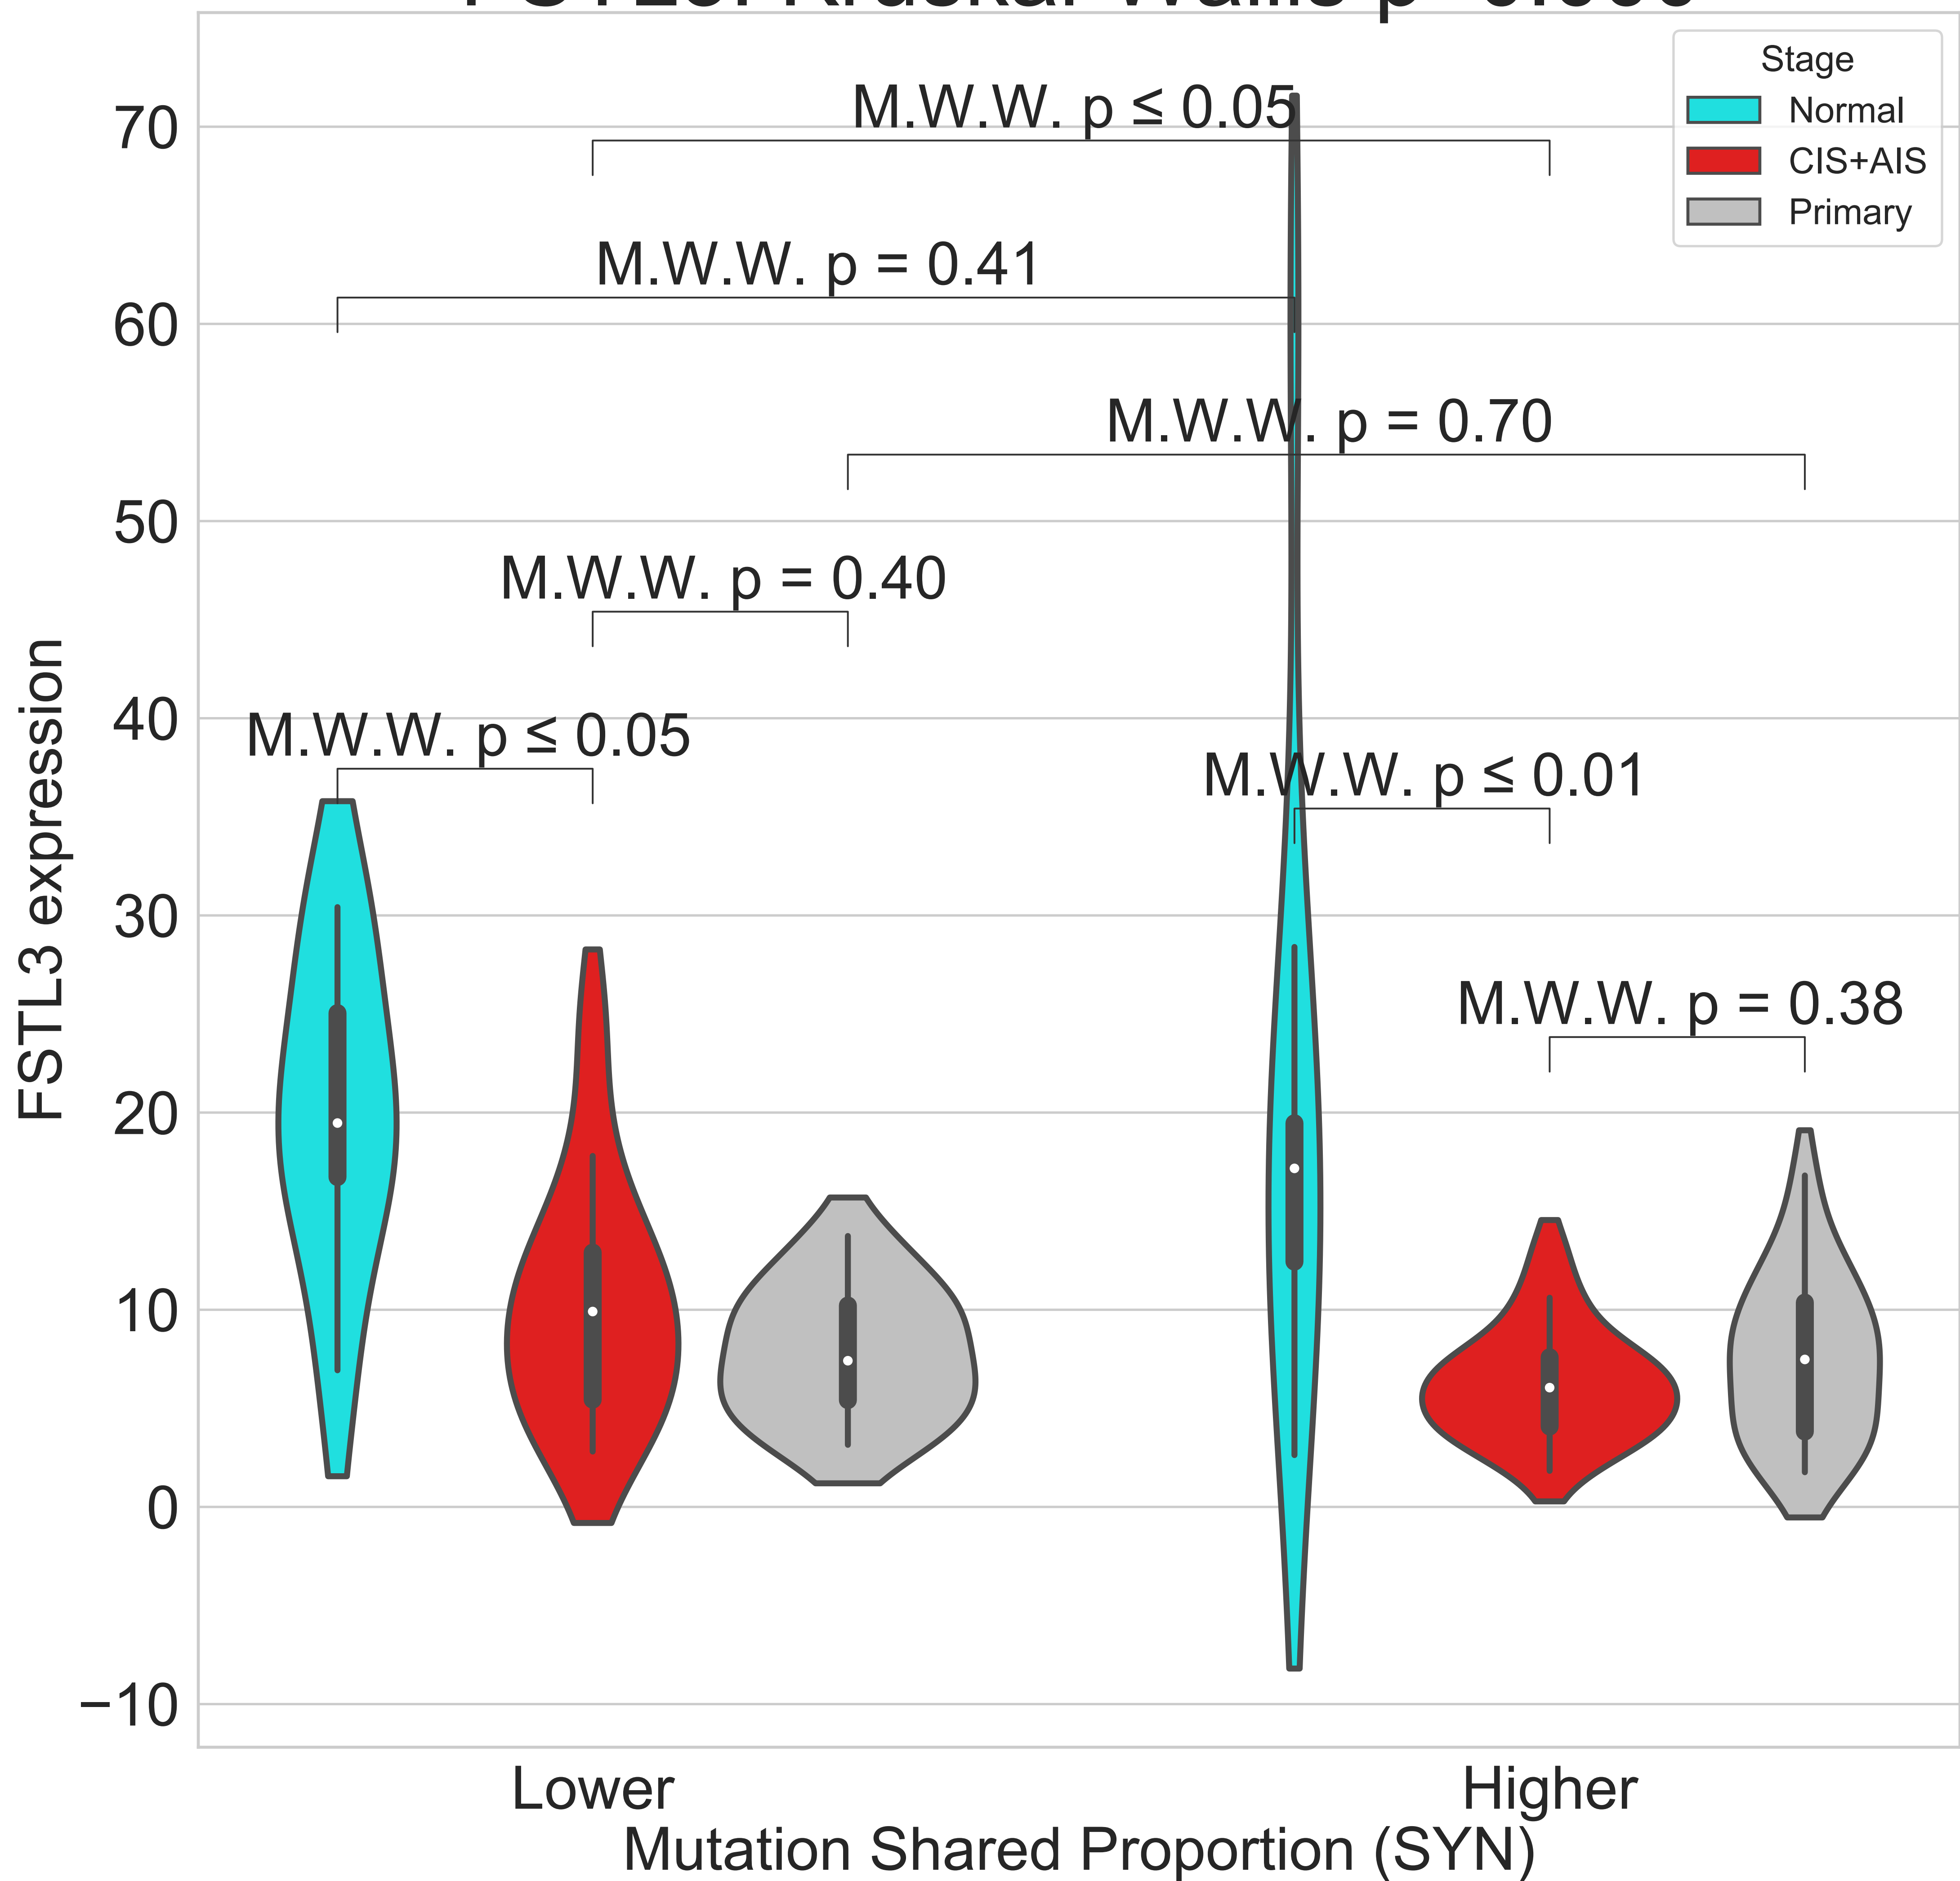 Stage
Normal
CIS+AIS
Primary
M.W.W. p ≤ 0.05
M.W.W. p = 0.41
M.W.W. p = 0.70
M.W.W. p = 0.40
M.W.W. p ≤ 0.05
M.W.W. p ≤ 0.01
M.W.W. p = 0.38
70
60
50
40
30
20
10
0
−10
FSTL3 expression
Lower
Higher
Mutation Shared Proportion (SYN)